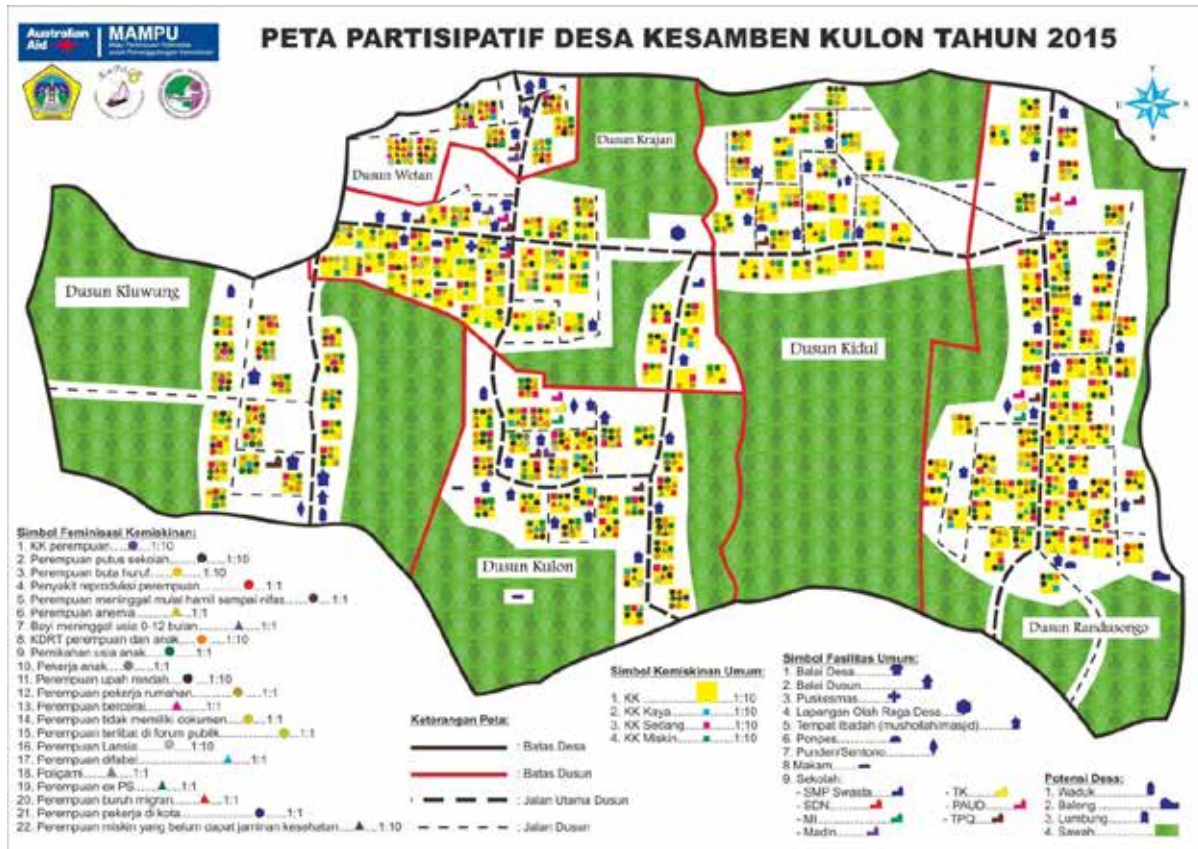 Australian Aid
MAMPU
PETA PARTISIPATIF DESA KESAMBEN KULON TAHUN 2015
Dusun Krajan
Dusun Wetan
Dusun Kluwung
Dusun Kidul
Dusun Kulon
Dusun Randusongo
Simbol Feminisasi Kemiskinan:
1. KK perempuan......1:10
2. Perempuan putus sekolah......1:10
3. Perempuan buta huruf......1:10
4. Penyakit reproduksi perempuan......1:1
5. Perempuan meninggal mulai hamil sampai nifas......1:1
6. Perempuan anemia......1:1
7. Bayi meninggal usia 0-12 bulan......1:1
8. KDRT perempuan dan anak......1:10
9. Pernikahan usia anak......1:1
10. Pekerja anak......1:1
11. Perempuan upah rendah......1:10
12. Perempuan pekerja rumahan......1:1
13. Perempuan bercerai......1:1
14. Perempuan tidak memiliki dokumen......1:1
15. Perempuan terlibat di forum publik......1:1
16. Perempuan Lansia......1:10
17. Perempuan difabel......1:1
18. Poligami......1:1
19. Perempuan ex PS......1:1
20. Perempuan buruh migran......1:1
21. Perempuan pekerja di kota......1:1
22. Perempuan miskin yang belum dapat jaminan kesehatan......1:10
Keterangan Peta:
: Batas Desa
: Batas Dusun
: Jalan Utama Dusun
: Jalan Dusun
Simbol Kemiskinan Umum:
1. KK......1:10
2. KK Kaya......1:10
3. KK Sedang......1:10
4. KK Miskin......1:10
Simbol Fasilitas Umum:
1. Balai Desa
2. Balai Dusun
3. Puskesmas
4. Lapangan Olah Raga Desa
5. Tempat Ibadah (musholah/masjid)
6. Ponpes
7. Punden/Sentono
8 Makam
9. Sekolah:
- SMP Swasta
- SDN
- MI
- Madin
- TK
- PAUD
- TPQ
Potensi Desa:
1. Waduk
2. Baleng
3. Lumbung
4. Sawah